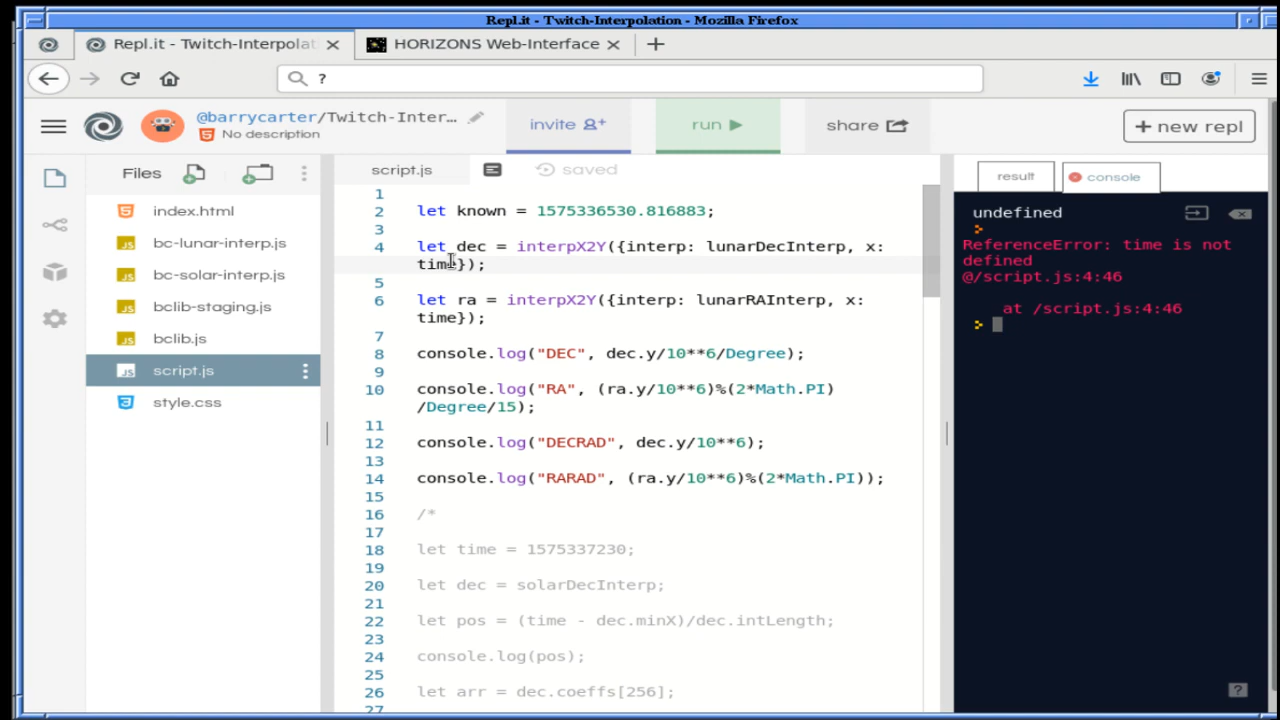 Repl.it - Twitch-Interpolation - Mozilla Firefox
Repl.it - Twitch-Interpolat
HORIZONS Web-Interface
?
@barrycarter/Twitch-Inter...
No description
invite
run
share
+ new repl
Files
script.js
saved
result
console
index.html
bc-lunar-interp.js
bc-solar-interp.js
bclib-staging.js
bclib.js
script.js
style.css
1
2 let known = 1575336530.816883;
3
4 let dec = interpX2Y({interp: lunarDecInterp, x:
time});
5
6 let ra = interpX2Y({interp: lunarRAInterp, x:
time});
7
8 console.log("DEC", dec.y/10**6/Degree);
9
10 console.log("RA", (ra.y/10**6)%(2*Math.PI)
/Degree/15);
11
12 console.log("DECRAD", dec.y/10**6);
13
14 console.log("RARAD", (ra.y/10**6)%(2*Math.PI));
15
16 /*
17
18 let time = 1575337230;
19
20 let dec = solarDecInterp;
21
22 let pos = (time - dec.minX)/dec.intLength;
23
24 console.log(pos);
25
26 let arr = dec.coeffs[256];
27
undefined
>
ReferenceError: time is not
defined
@/script.js:4:46
at /script.js:4:46
>
?